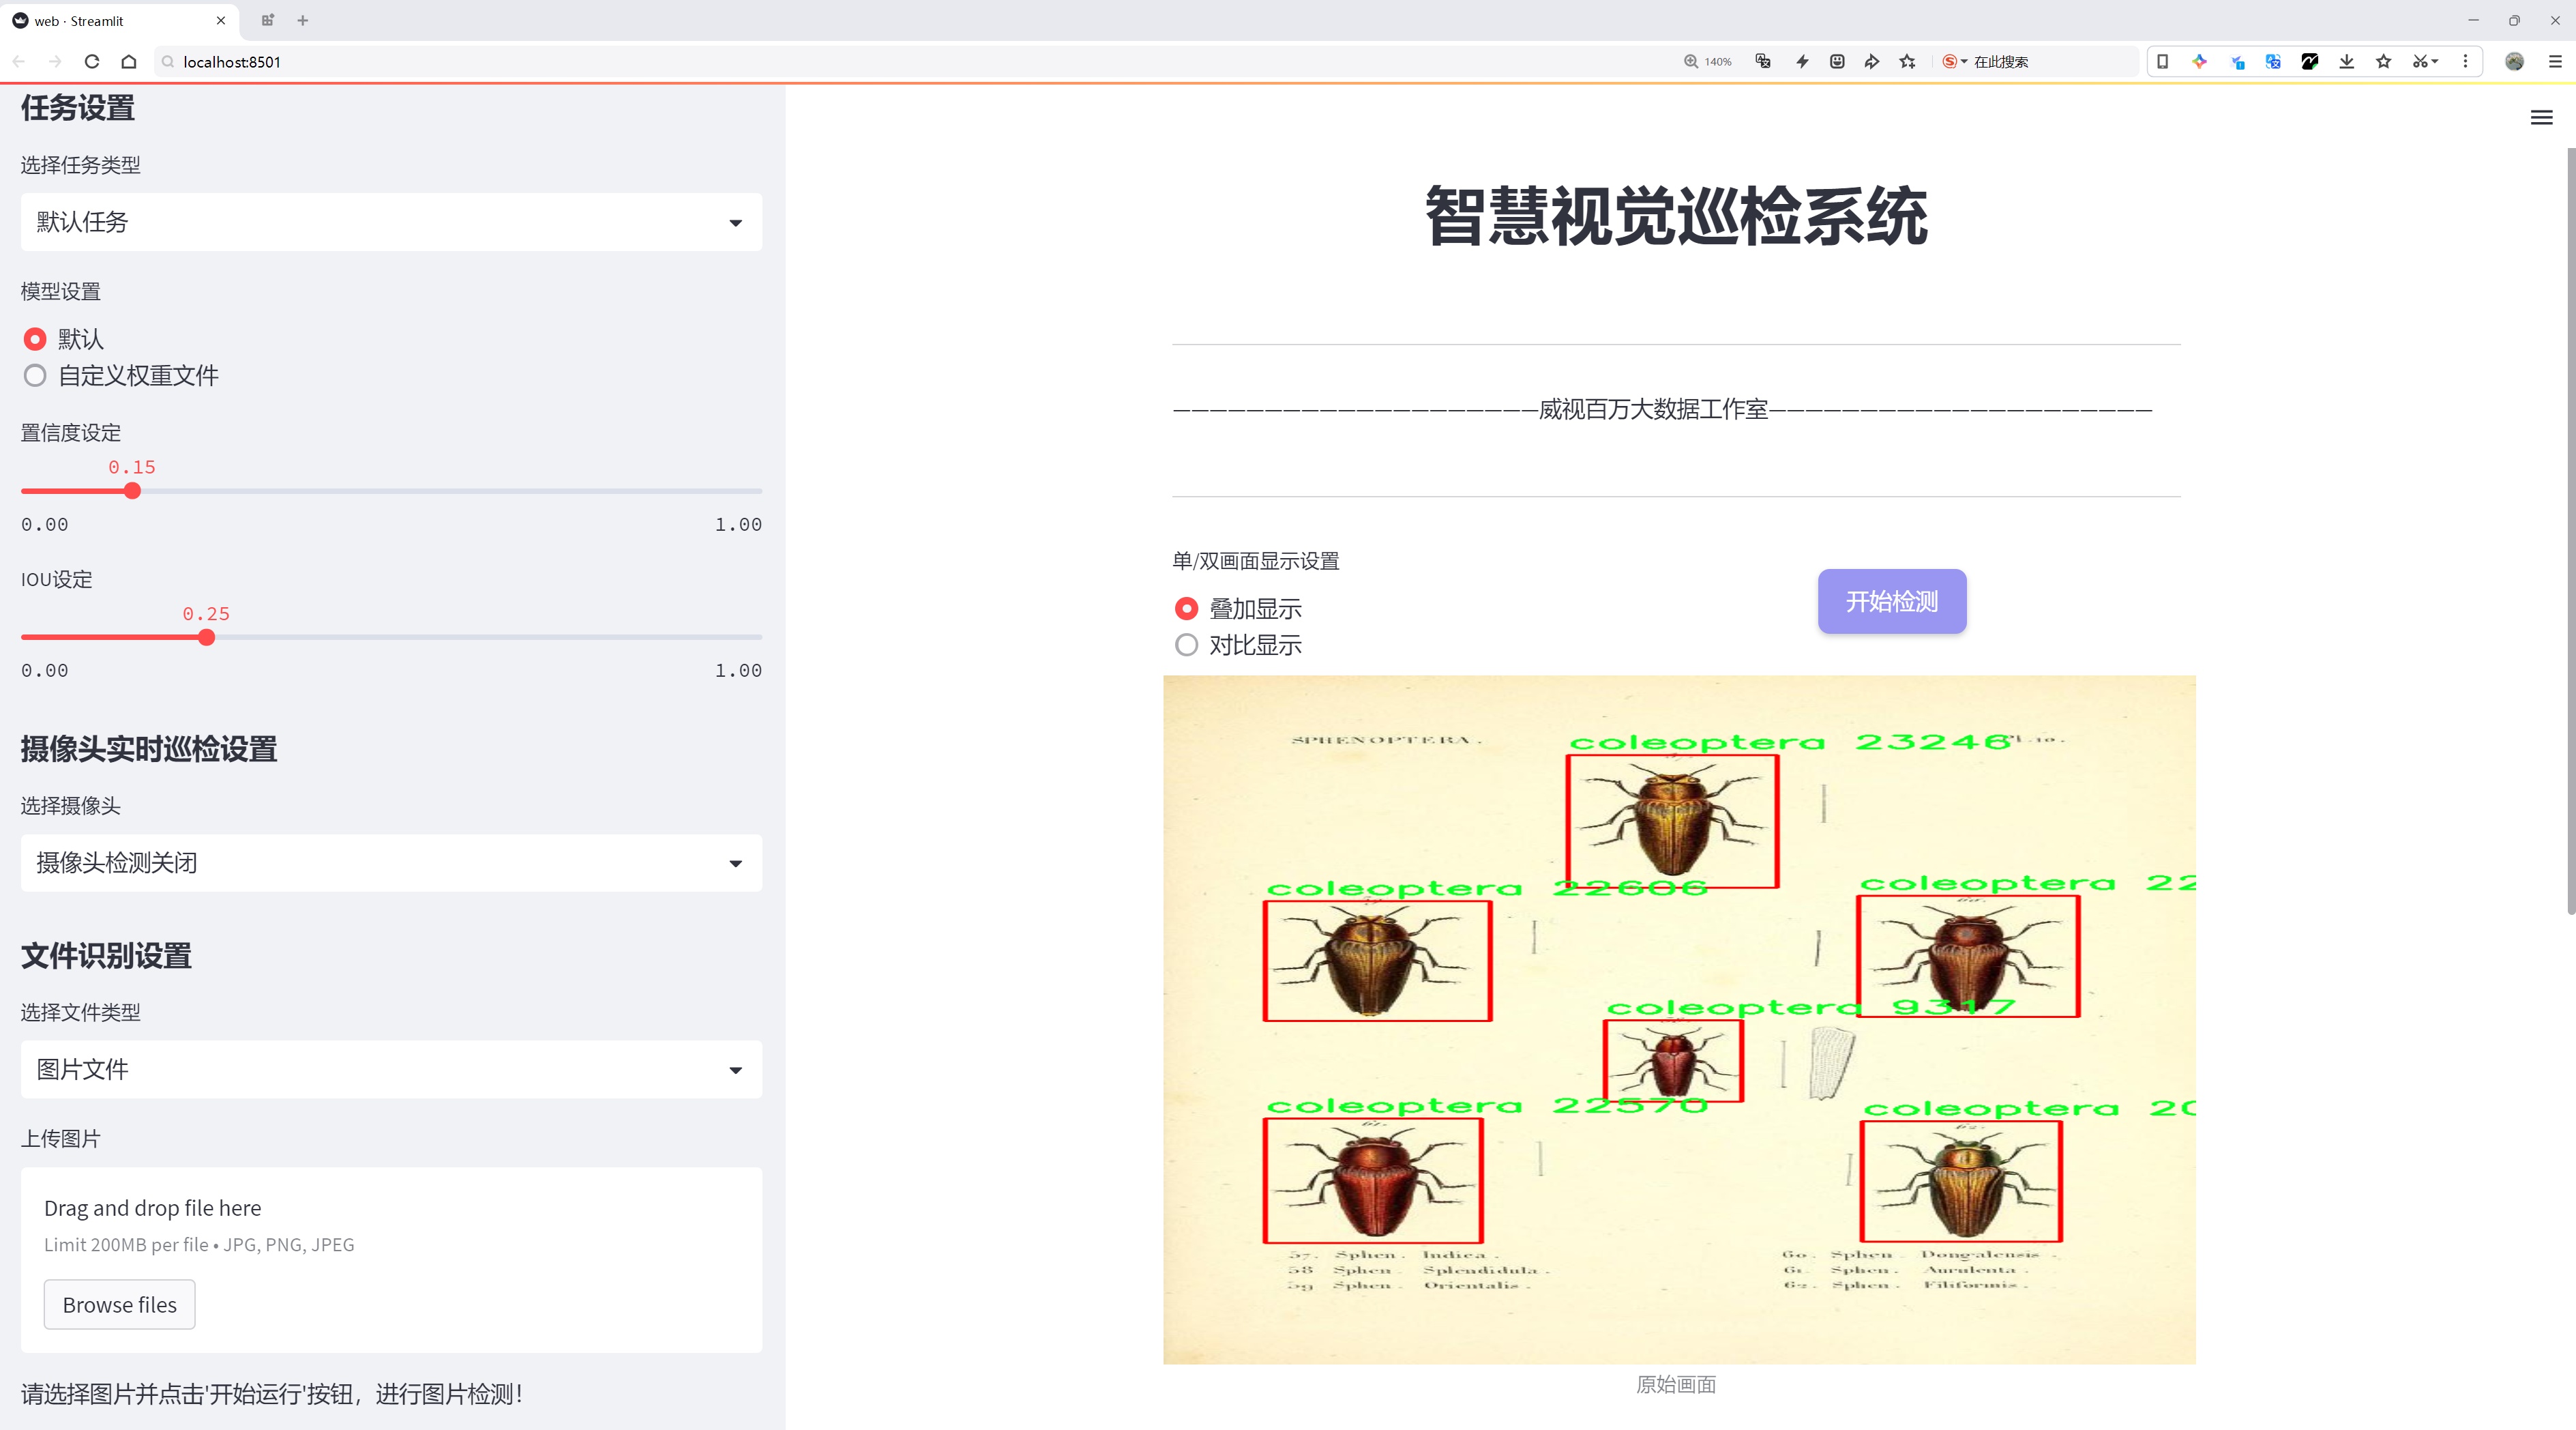 web · Streamlit
localhost:8501
140%
在此搜索
任务设置
选择任务类型
默认任务
模型设置
默认
自定义权重文件
置信度设定
0.15
0.00
1.00
IOU设定
0.25
0.00
1.00
摄像头实时巡检设置
选择摄像头
摄像头检测关闭
文件识别设置
选择文件类型
图片文件
上传图片
Drag and drop file here
Limit 200MB per file • JPG, PNG, JPEG
Browse files
请选择图片并点击'开始运行'按钮，进行图片检测！
智慧视觉巡检系统
————————————————————威视百万大数据工作室—————————————————————
单/双画面显示设置
叠加显示
对比显示
开始检测
SPHENOPTERA.
Pl.10.
coleoptera 23246
coleoptera 22606
coleoptera 22
coleoptera 9317
coleoptera 22570
coleoptera 20
57. Sphen. Indica.
58 Sphen. Splendidula.
59 Sphen. Orientalis.
60. Sphen. Dongalensis.
61. Sphen. Aurulenta.
62. Sphen. Filiformis.
原始画面